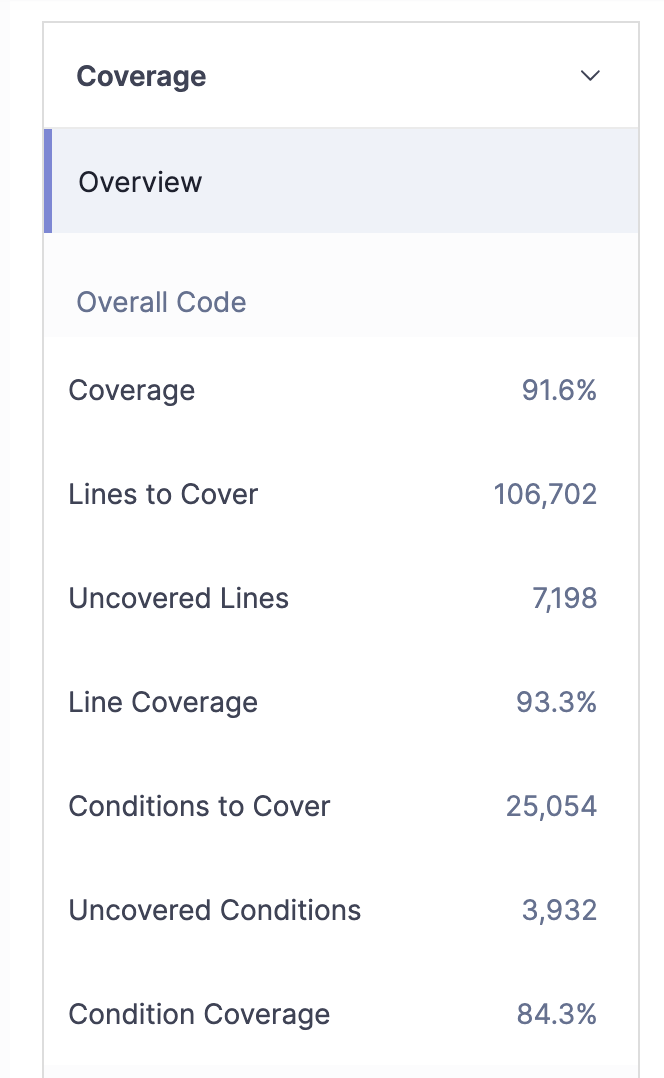 Coverage
Overview
Overall Code
Coverage 91.6%
Lines to Cover 106,702
Uncovered Lines 7,198
Line Coverage 93.3%
Conditions to Cover 25,054
Uncovered Conditions 3,932
Condition Coverage 84.3%